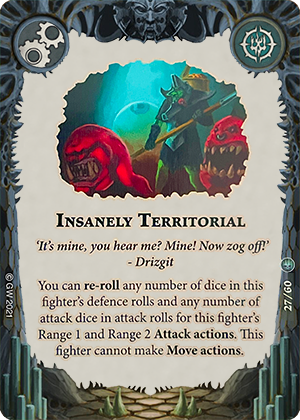 INSANELY TERRITORIAL
'It's mine, you hear me? Mine! Now zog off!'
- Drizgit
You can re-roll any number of dice in this
fighter's defence rolls and any number of
attack dice in attack rolls for this fighter's
Range 1 and Range 2 Attack actions. This
fighter cannot make Move actions.
© GW 2021
27/60